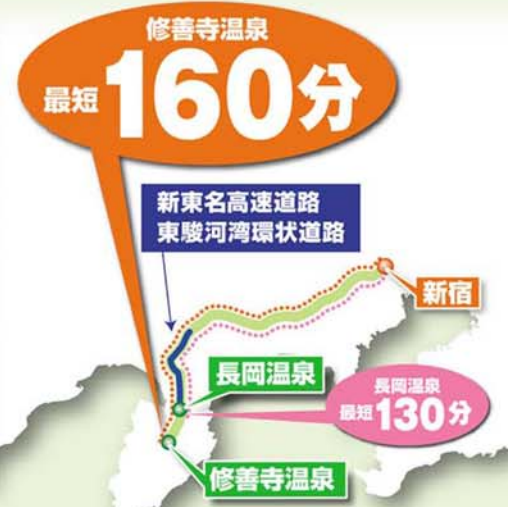 修善寺温泉
最短160分
新東名高速道路
東駿河湾環状道路
新宿
長岡温泉
長岡温泉
最短130分
修善寺温泉